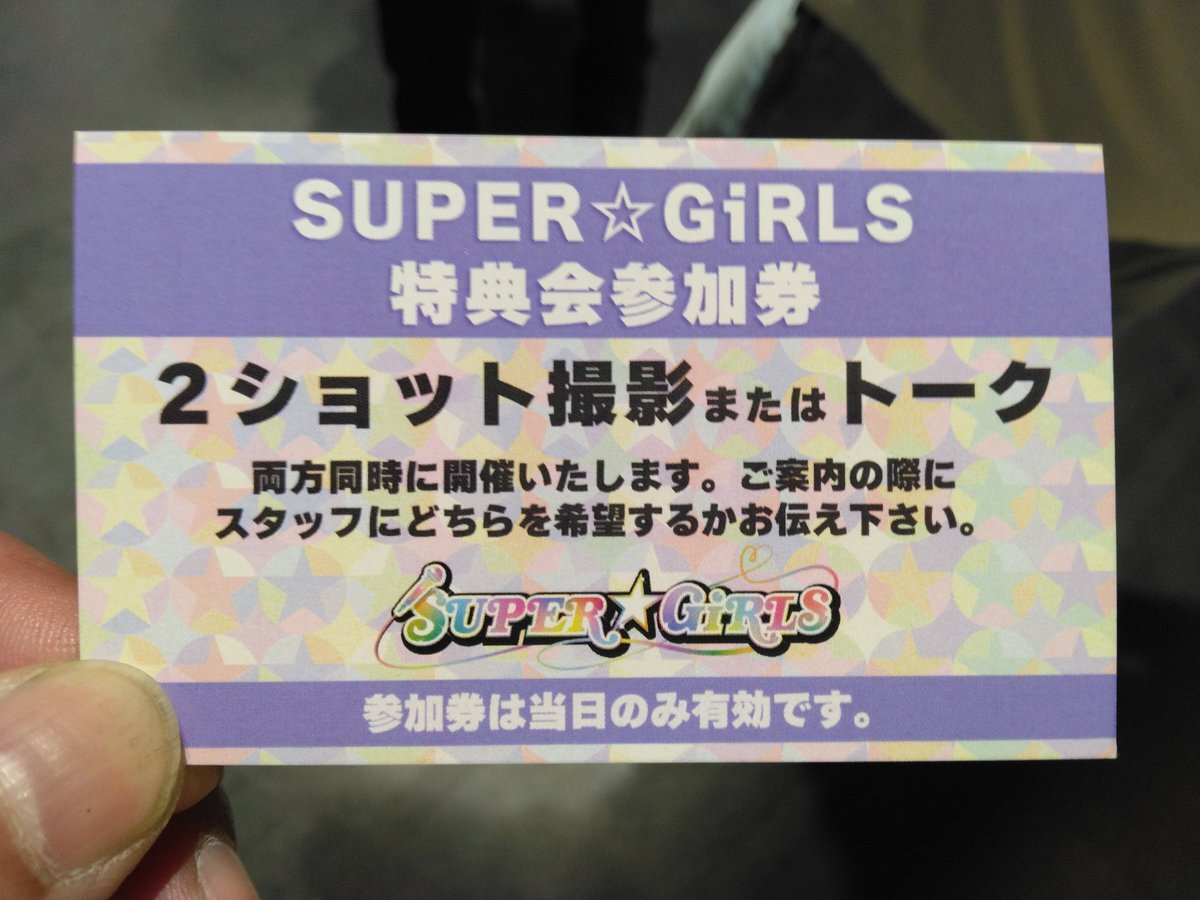 SUPER☆GiRLS
特典会参加券
2ショット撮影またはトーク
両方同時に開催いたします。ご案内の際に
スタッフにどちらを希望するかお伝え下さい。
SUPER★GiRLS
参加券は当日のみ有効です。